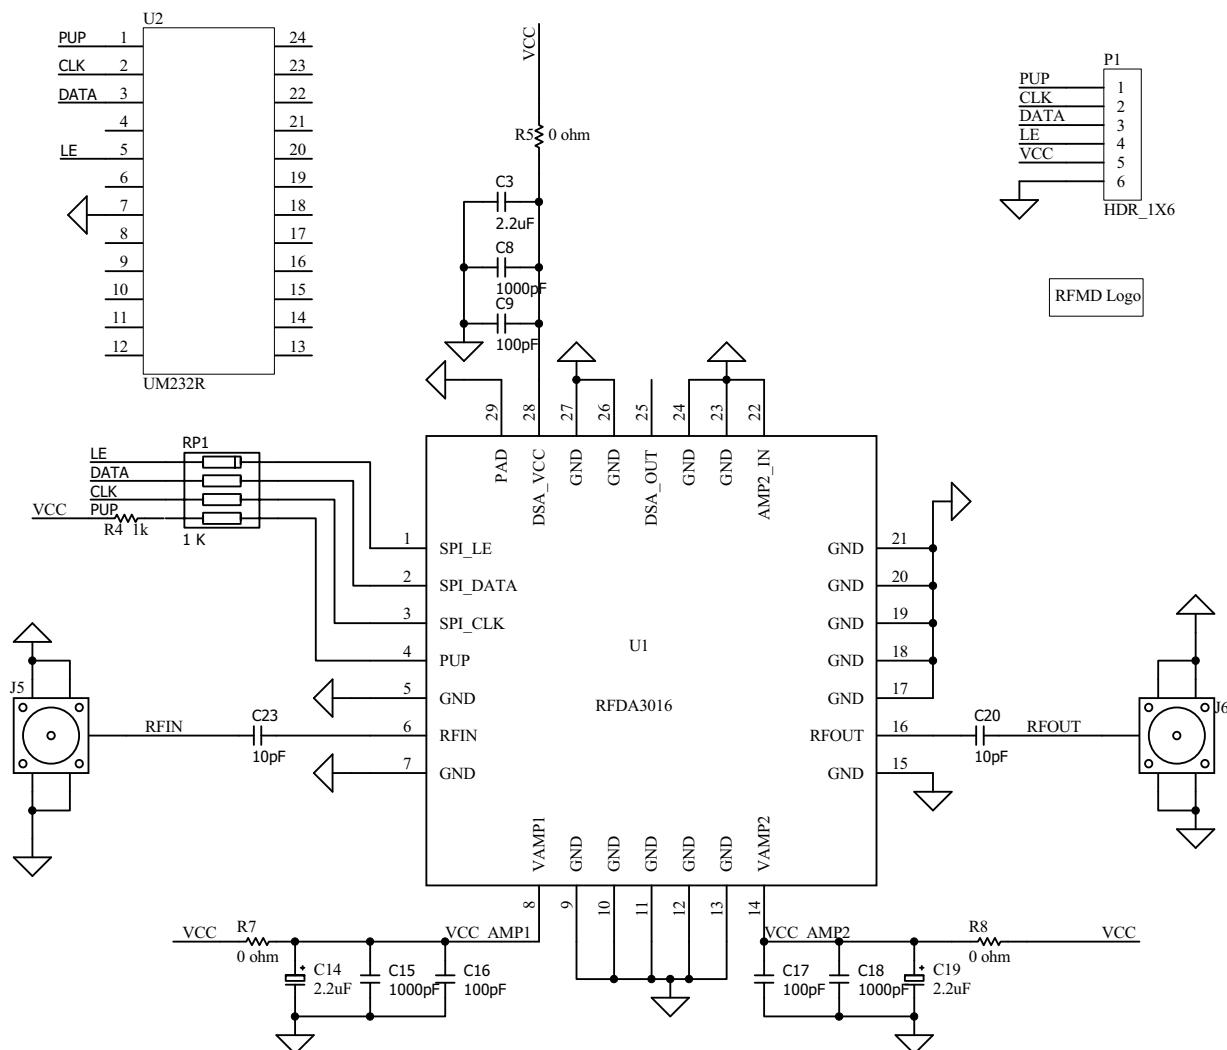 U2
PUP 1 24
CLK 2 23
DATA 3 22
4 21
LE 5 20
6 19
7 18
8 17
9 16
10 15
11 14
12 13
UM232R
VCC
R5 0 ohm
C3
2.2uF
C8
1000pF
C9
100pF
P1
PUP 1
CLK 2
DATA 3
LE 4
VCC 5
6
HDR_1X6
RFMD Logo
29 28 27 26 25 24 23 22
PAD DSA_VCC GND GND DSA_OUT GND GND AMP2_IN
RP1
LE
DATA
CLK
PUP
VCC
R4 1k
1 K
1 SPI_LE
2 SPI_DATA
3 SPI_CLK
4 PUP
5 GND
6 RFIN
7 GND
U1
RFDA3016
GND 21
GND 20
GND 19
GND 18
GND 17
RFOUT 16
GND 15
J5
RFIN
C23
10pF
C20
10pF
RFOUT
J6
VAMP1 GND GND GND GND GND VAMP2
8 9 10 11 12 13 14
VCC
R7
0 ohm
VCC_AMP1
C14
2.2uF
C15
1000pF
C16
100pF
VCC_AMP2
R8
0 ohm
VCC
C17
100pF
C18
1000pF
C19
2.2uF